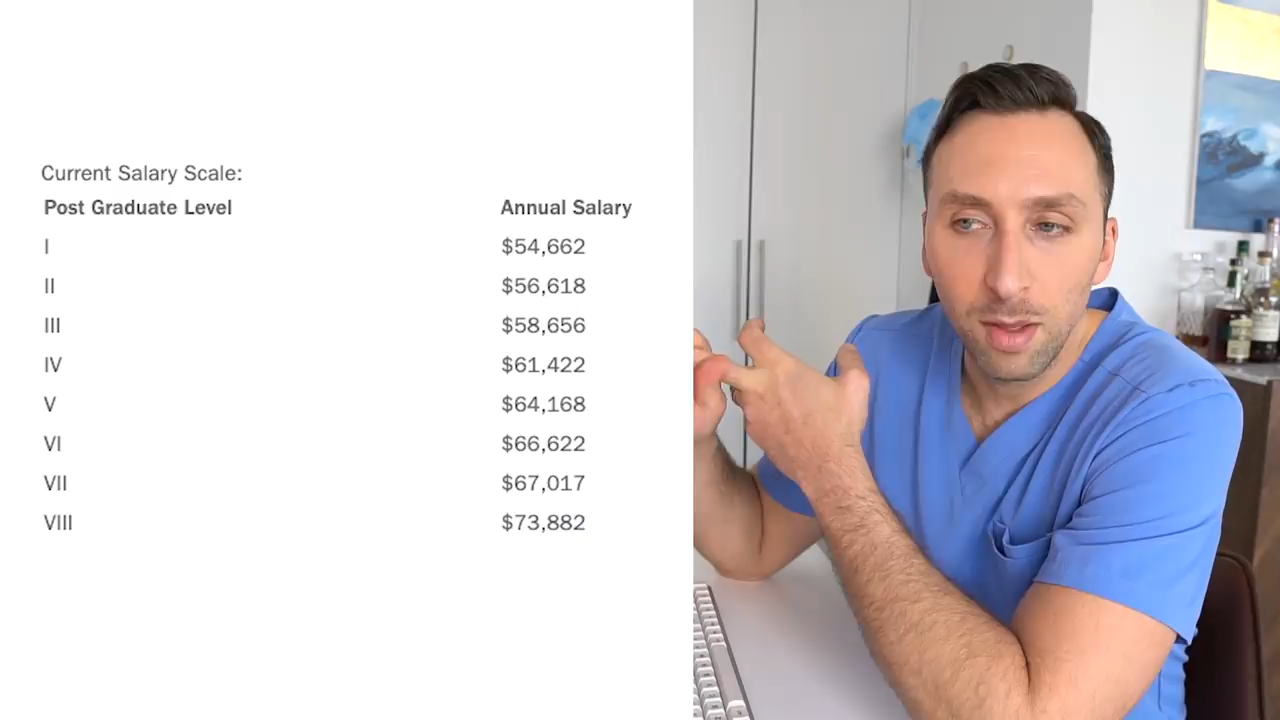 Current Salary Scale:
Post Graduate Level Annual Salary
I $54,662
II $56,618
III $58,656
IV $61,422
V $64,168
VI $66,622
VII $67,017
VIII $73,882